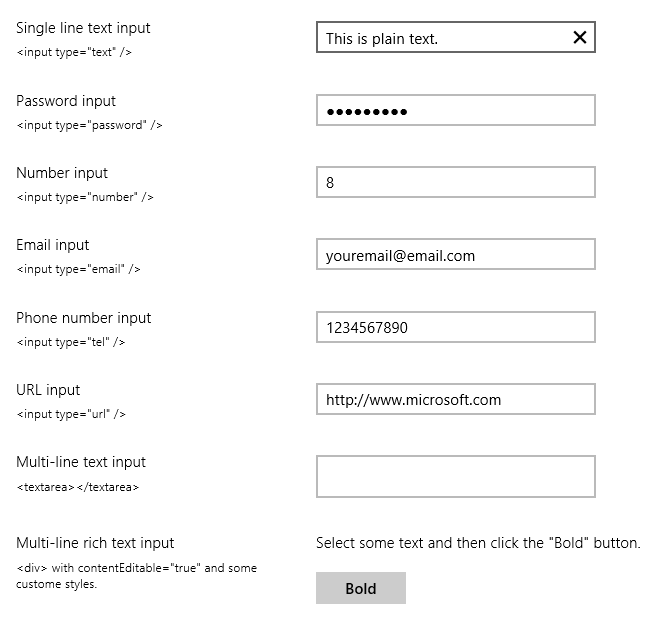 Single line text input
<input type="text" />
This is plain text.
Password input
<input type="password" />
•••••••••
Number input
<input type="number" />
8
Email input
<input type="email" />
youremail@email.com
Phone number input
<input type="tel" />
1234567890
URL input
<input type="url" />
http://www.microsoft.com
Multi-line text input
<textarea></textarea>
Multi-line rich text input
<div> with contentEditable="true" and some
custome styles.
Select some text and then click the "Bold" button.
Bold